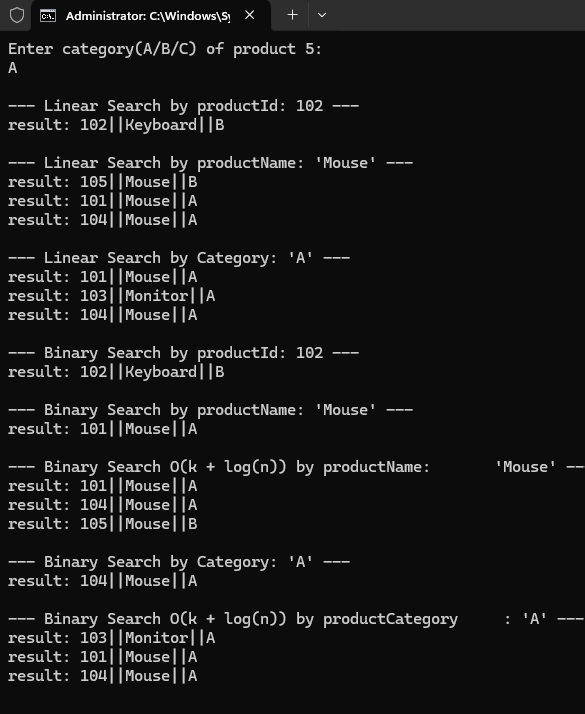 Administrator: C:\Windows\Sy
Enter category(A/B/C) of product 5:
A
--- Linear Search by productId: 102 ---
result: 102||Keyboard||B
--- Linear Search by productName: 'Mouse' ---
result: 105||Mouse||B
result: 101||Mouse||A
result: 104||Mouse||A
--- Linear Search by Category: 'A' ---
result: 101||Mouse||A
result: 103||Monitor||A
result: 104||Mouse||A
--- Binary Search by productId: 102 ---
result: 102||Keyboard||B
--- Binary Search by productName: 'Mouse' ---
result: 101||Mouse||A
--- Binary Search O(k + log(n)) by productName:       'Mouse' --
result: 101||Mouse||A
result: 104||Mouse||A
result: 105||Mouse||B
--- Binary Search by Category: 'A' ---
result: 104||Mouse||A
--- Binary Search O(k + log(n)) by productCategory     : 'A' ---
result: 103||Monitor||A
result: 101||Mouse||A
result: 104||Mouse||A